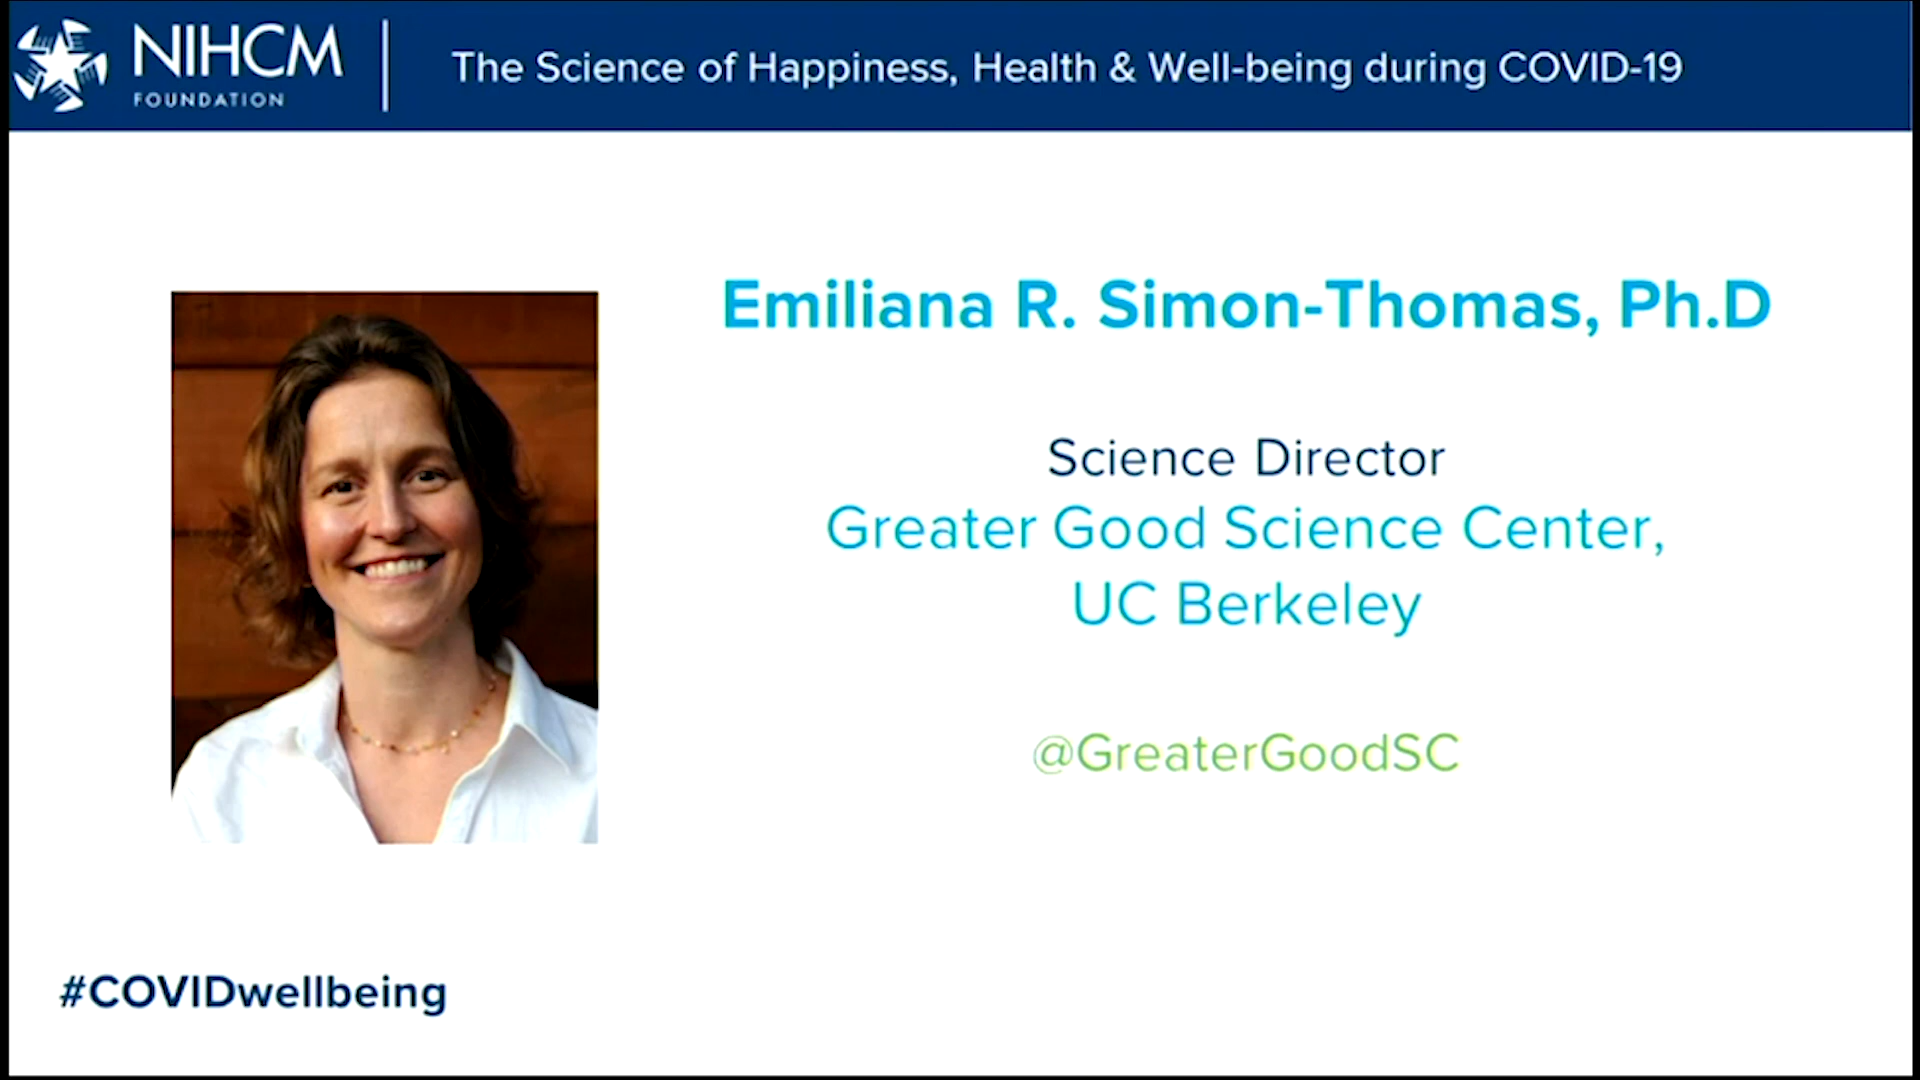 NIHCM
FOUNDATION
The Science of Happiness, Health & Well-being during COVID-19
Emiliana R. Simon-Thomas, Ph.D
Science Director
Greater Good Science Center,
UC Berkeley
@GreaterGoodSC
#COVIDwellbeing